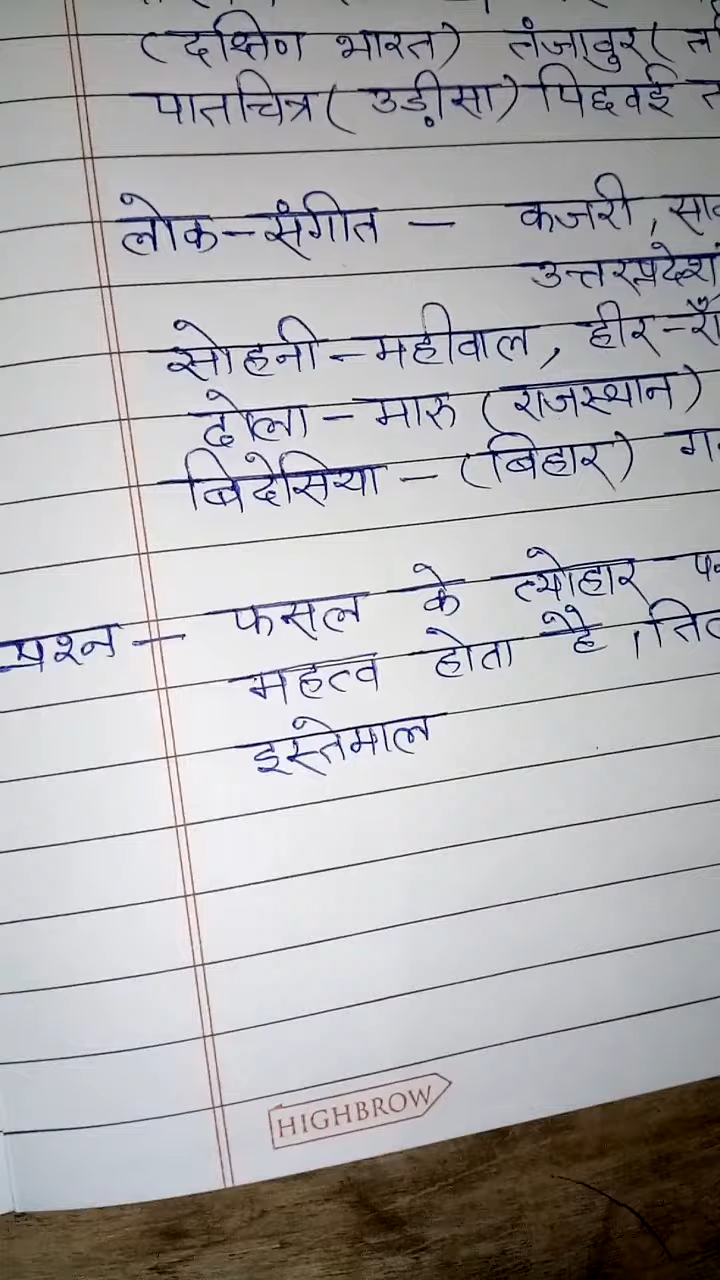 (दक्षिण भारत) तंजावुर(
पातचित्र( उड़ीसा) पिछवई
लोक-संगीत - कजरी,
उत्तरप्रदेश
सोहनी-महीवाल, हीर-
ढोला-मारु (राजस्थान)
बिदेसिया-(बिहार)
प्रश्न- फसल के त्योहार
महत्व होता है,
इस्तेमाल
HIGHBROW